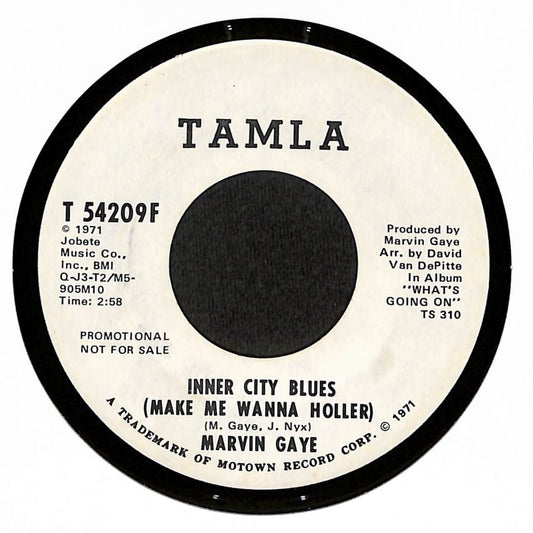 TAMLA
T 54209F
© 1971
Jobete
Music Co.,
Inc., BMI
Q-J3-T2/M5-
905M10
Time: 2:58
Produced by
Marvin Gaye
Arr. by David
Van DePitte
In Album
"WHAT'S
GOING ON"
TS 310
PROMOTIONAL
NOT FOR SALE
INNER CITY BLUES
(MAKE ME WANNA HOLLER)
(M. Gaye, J. Nyx)
MARVIN GAYE
A TRADEMARK OF MOTOWN RECORD CORP. © 1971